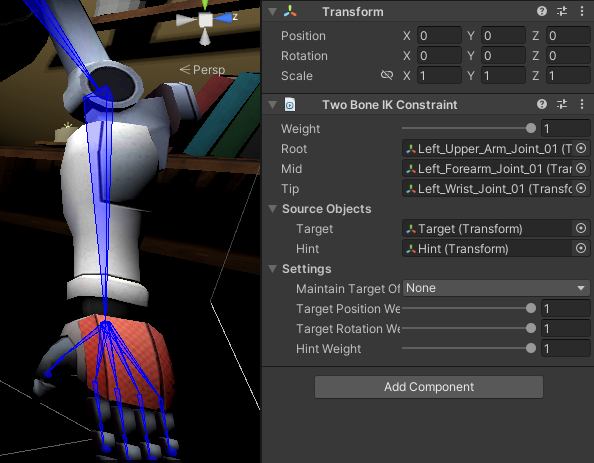 z
Persp
Transform
Position X 0 Y 0 Z 0
Rotation X 0 Y 0 Z 0
Scale X 1 Y 1 Z 1
Two Bone IK Constraint
Weight 1
Root Left_Upper_Arm_Joint_01 (T
Mid Left_Forearm_Joint_01 (Tran
Tip Left_Wrist_Joint_01 (Transfo
Source Objects
Target Target (Transform)
Hint Hint (Transform)
Settings
Maintain Target Of None
Target Position We 1
Target Rotation We 1
Hint Weight 1
Add Component